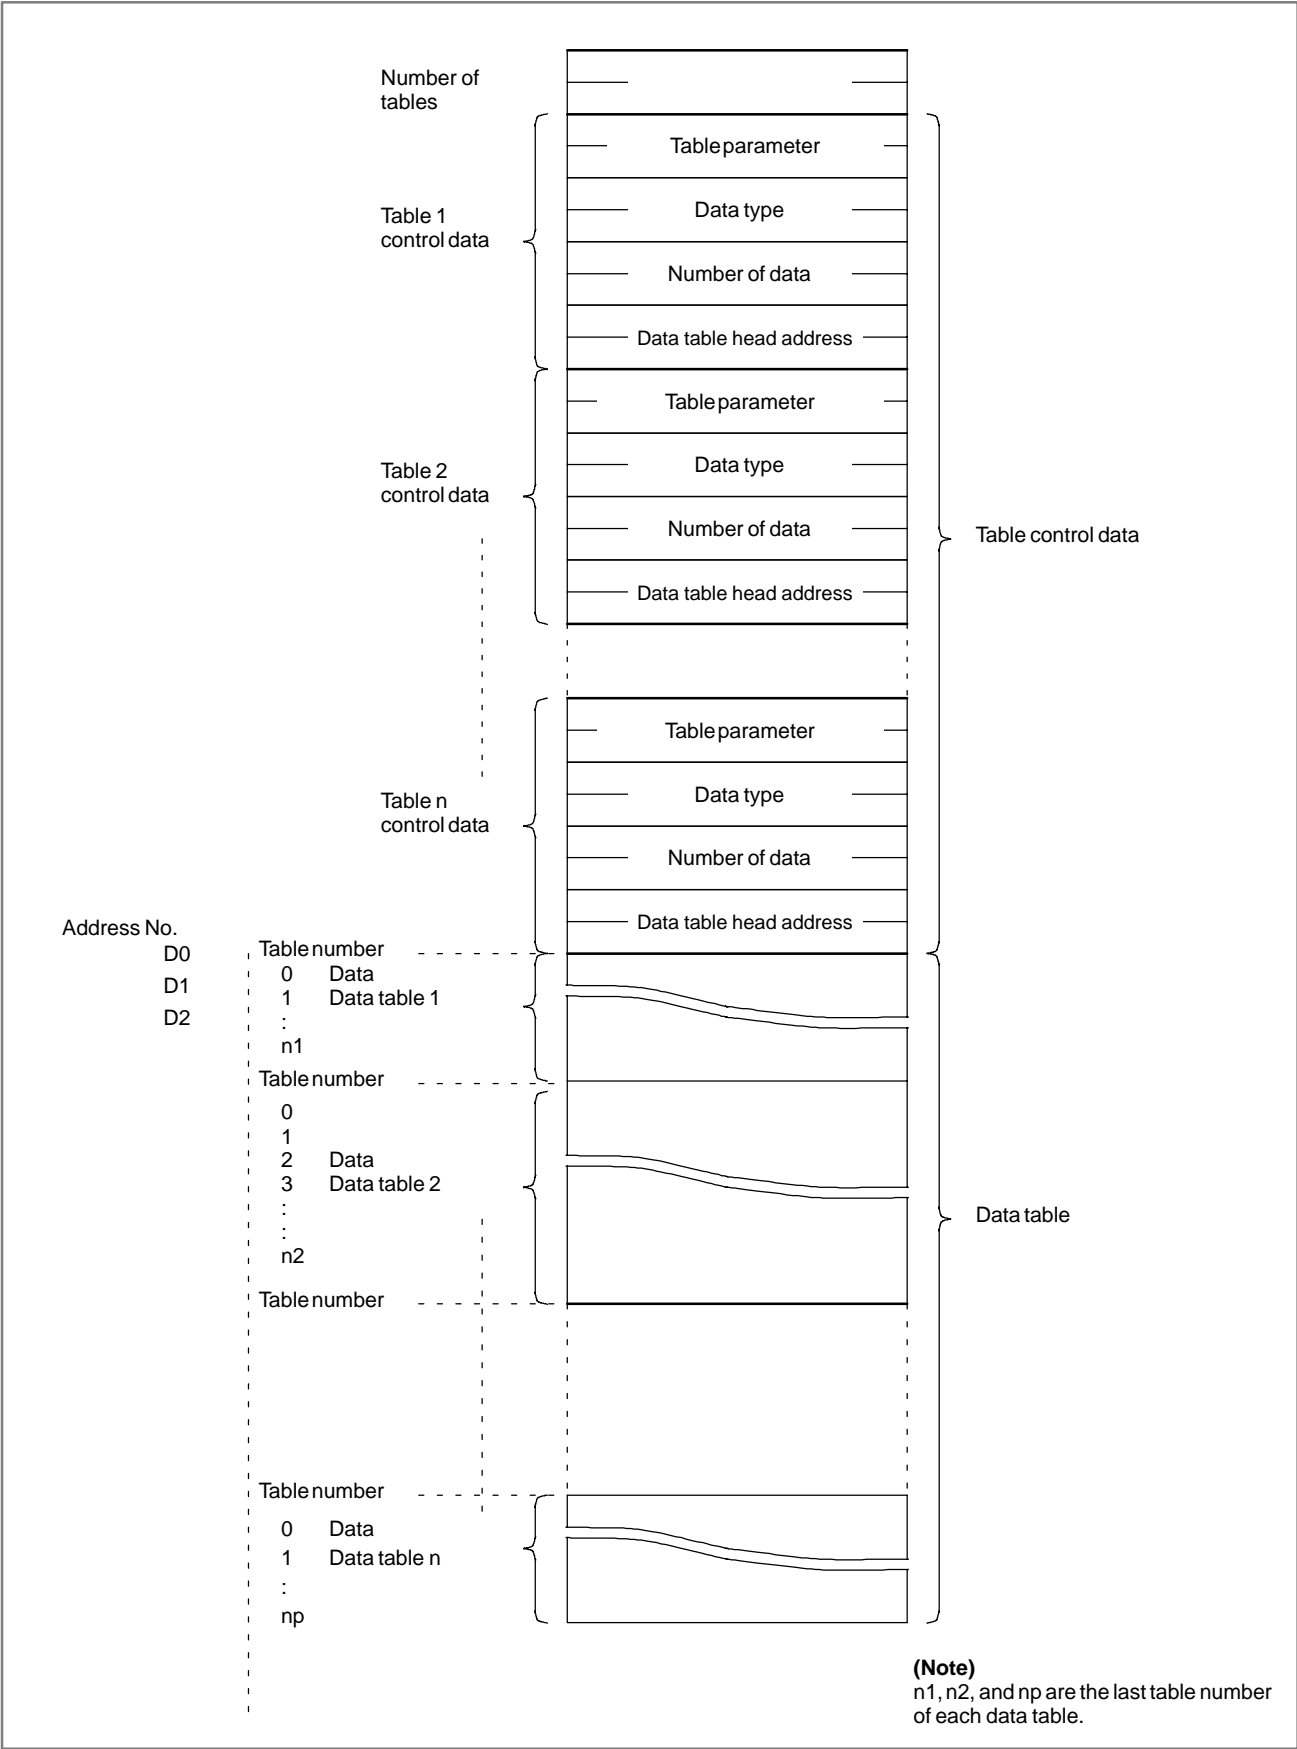 Number of
tables
Table parameter
Data type
Table 1
control data
Number of data
Data table head address
Table parameter
Data type
Table 2
control data
Number of data
Data table head address
Table control data
Table parameter
Data type
Table n
control data
Number of data
Data table head address
Address No.
D0
D1
D2
Table number
0 Data
1 Data table 1
:
n1
Table number
0
1
2 Data
3 Data table 2
:
:
n2
Data table
Table number
Table number
0 Data
1 Data table n
:
np
(Note)
n1, n2, and np are the last table number
of each data table.